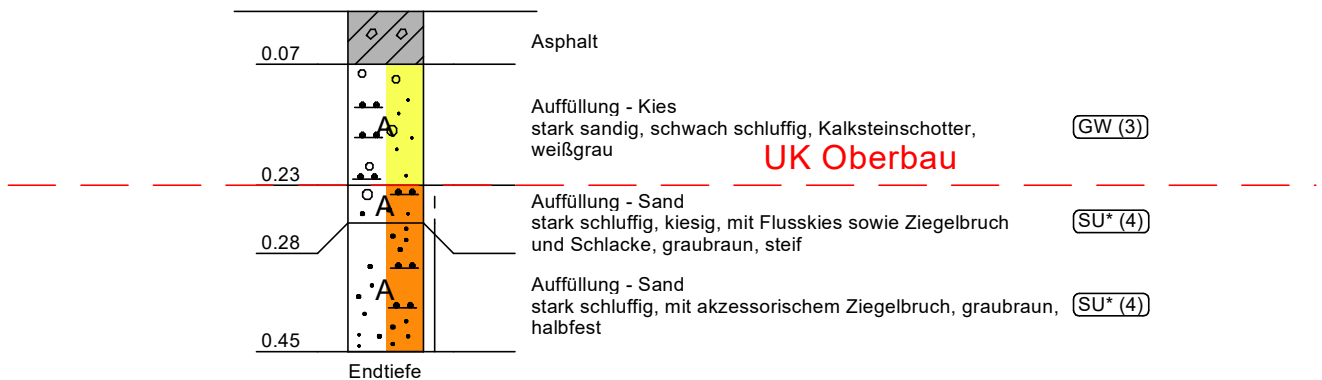 Asphalt
0.07
Auffüllung - Kies
stark sandig, schwach schluffig, Kalksteinschotter,
weißgrau
GW (3)
A
UK Oberbau
0.23
Auffüllung - Sand
stark schluffig, kiesig, mit Flusskies sowie Ziegelbruch
und Schlacke, graubraun, steif
SU* (4)
A
0.28
Auffüllung - Sand
stark schluffig, mit akzessorischem Ziegelbruch, graubraun,
halbfest
SU* (4)
A
0.45
Endtiefe